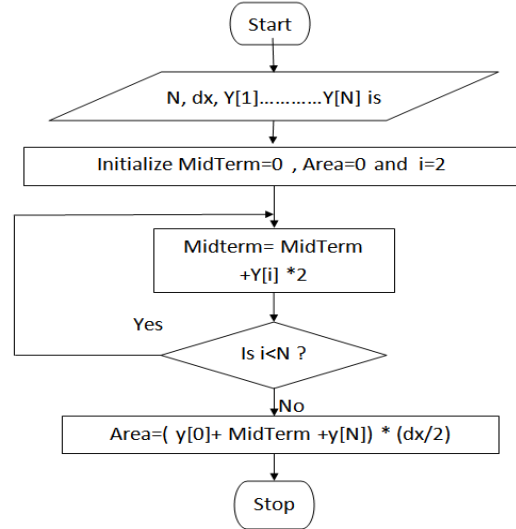 Start
N, dx, Y[1]............Y[N] is
Initialize MidTerm=0 , Area=0 and i=2
Midterm= MidTerm
+Y[i] *2
Yes
Is i<N ?
No
Area=( y[0]+ MidTerm +y[N]) * (dx/2)
Stop